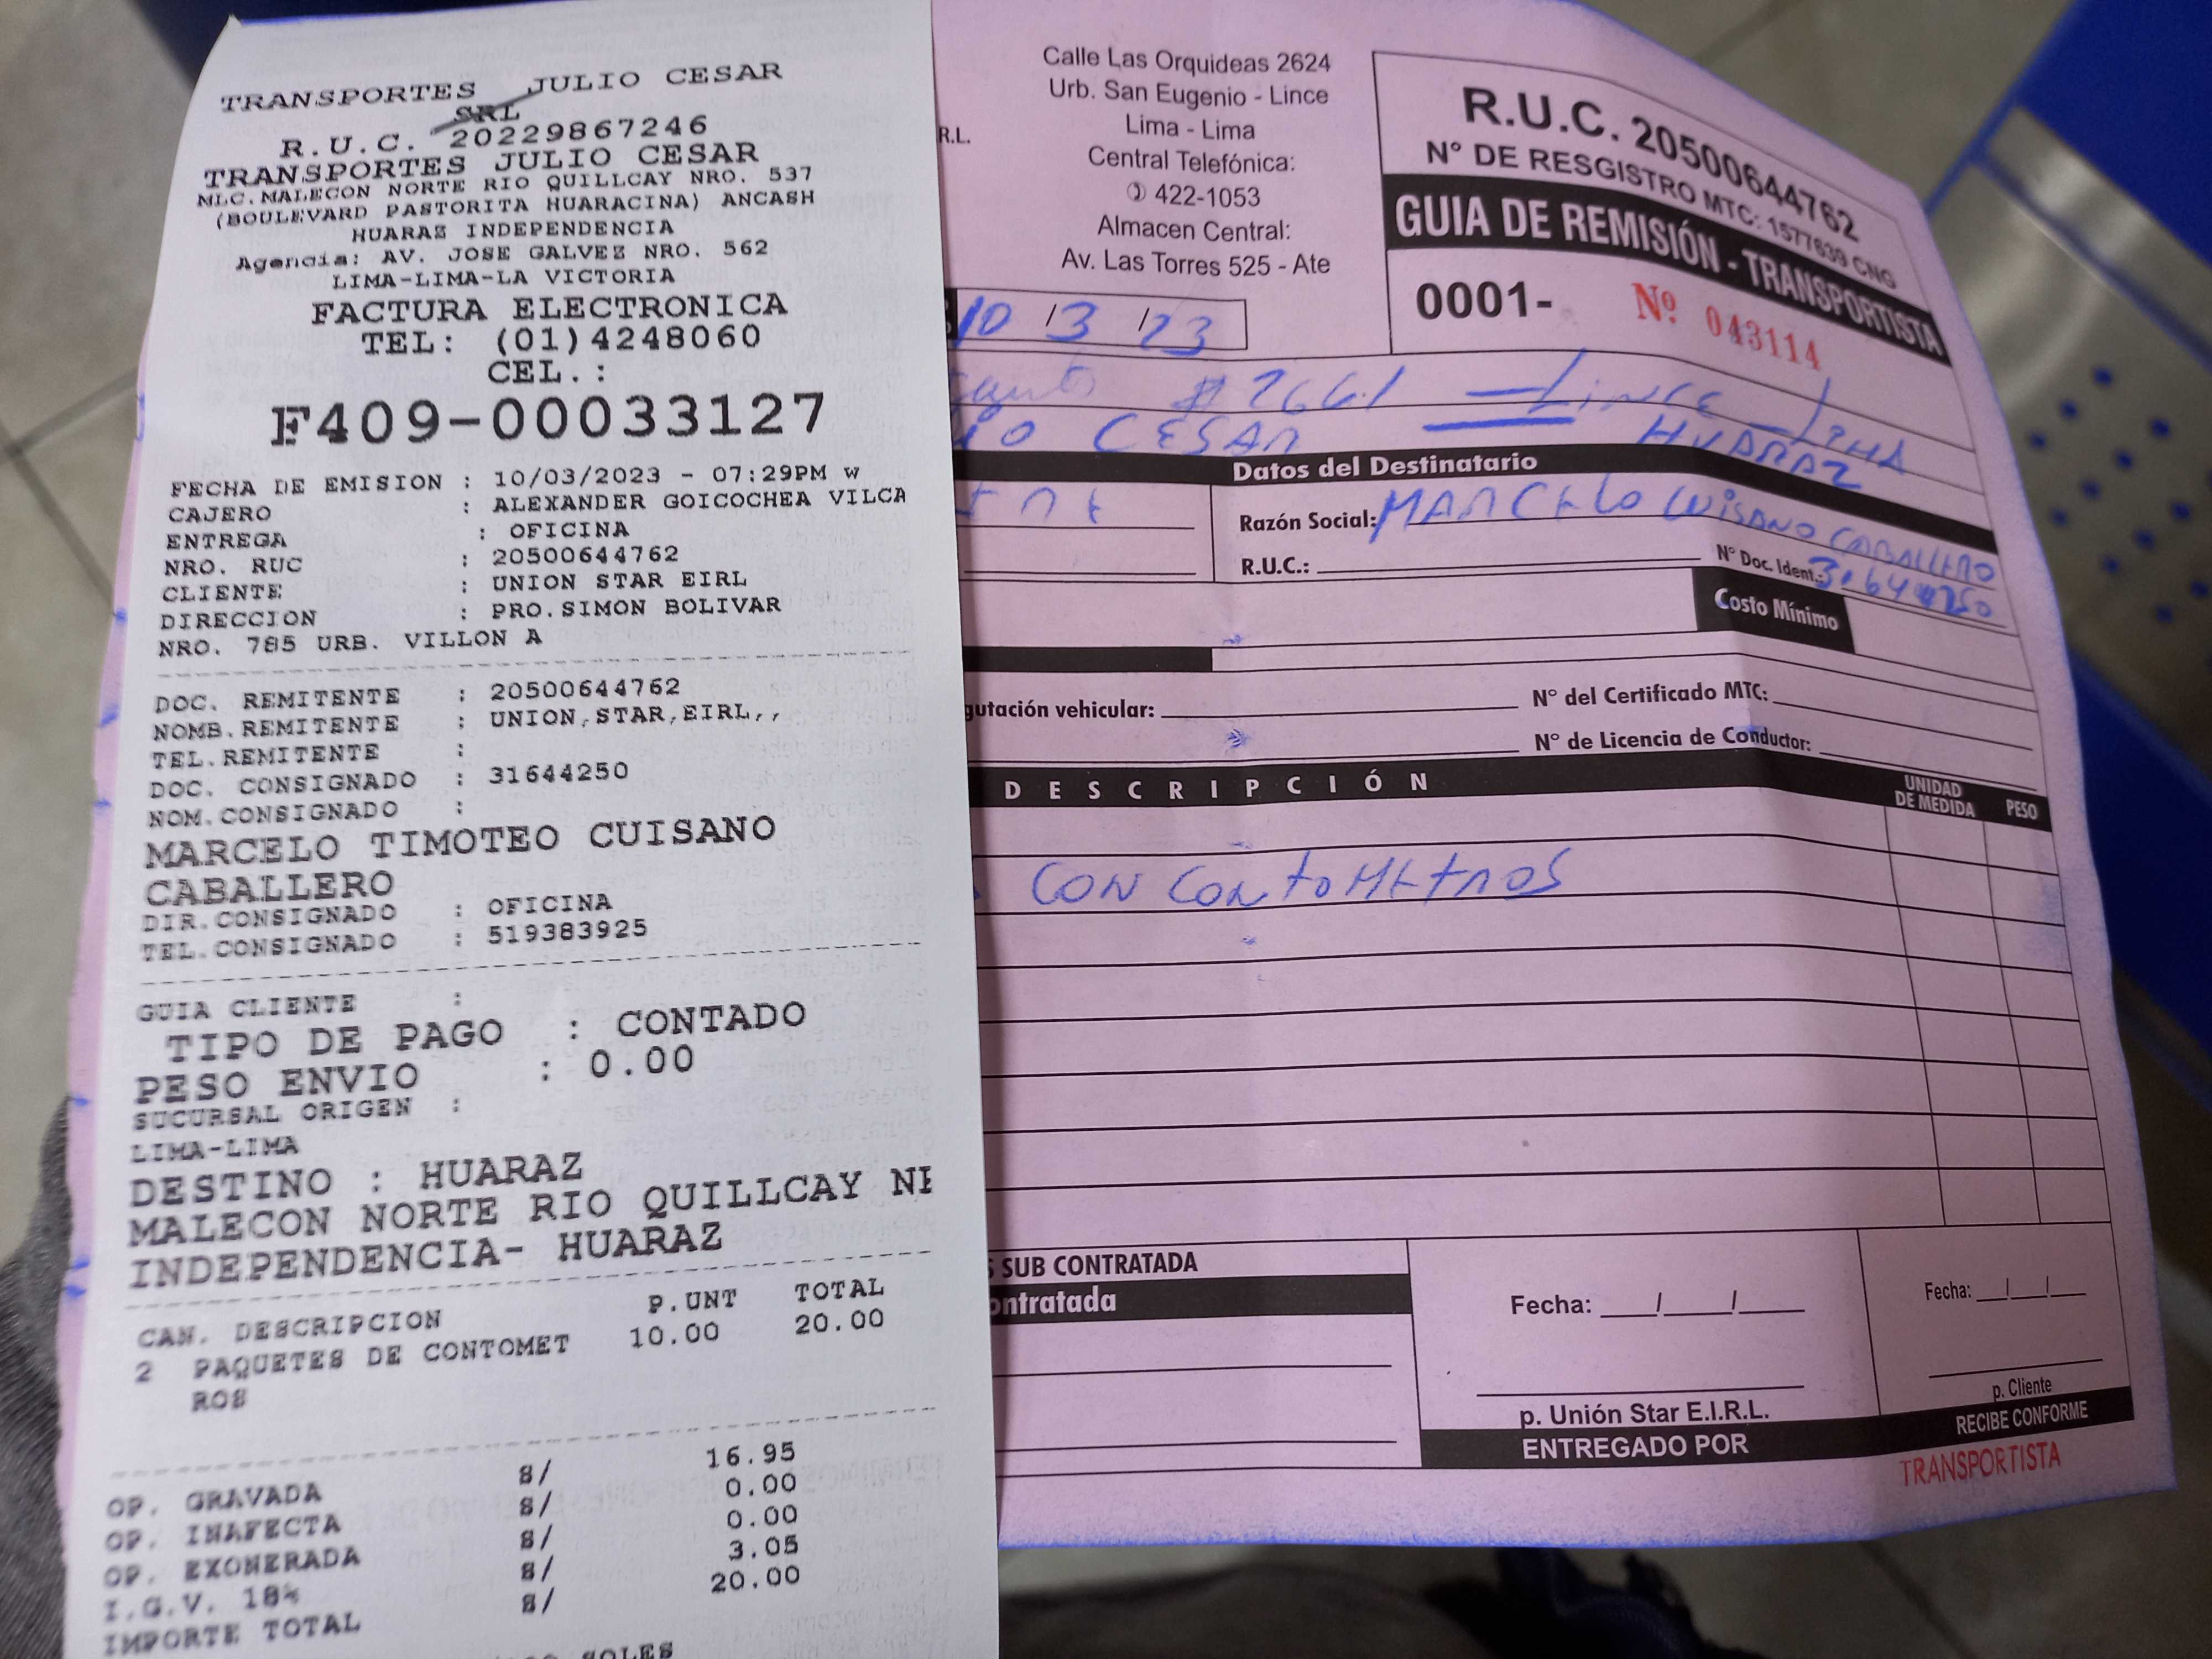 TRANSPORTES JULIO CESAR
SRL
R.U.C. 20229867246
TRANSPORTES JULIO CESAR
MLC.MALECON NORTE RIO QUILLCAY NRO. 537
(BOULEVARD PASTORITA HUARACINA) ANCASH
HUARAZ INDEPENDENCIA
Agencia: AV. JOSE GALVEZ NRO. 562
LIMA-LIMA-LA VICTORIA
FACTURA ELECTRONICA
TEL: (01)4248060
CEL.:
F409-00033127
FECHA DE EMISION : 10/03/2023 - 07:29PM w
CAJERO : ALEXANDER GOICOCHEA VILCA
ENTREGA : OFICINA
NRO. RUC : 20500644762
CLIENTE : UNION STAR EIRL
DIRECCION : PRO.SIMON BOLIVAR
NRO. 785 URB. VILLON A
DOC. REMITENTE : 20500644762
NOMB.REMITENTE : UNION,STAR,EIRL,,
TEL.REMITENTE :
DOC. CONSIGNADO : 31644250
NOM.CONSIGNADO :
MARCELO TIMOTEO CUISANO
CABALLERO
DIR.CONSIGNADO : OFICINA
TEL.CONSIGNADO : 519383925
GUIA CLIENTE :
TIPO DE PAGO : CONTADO
PESO ENVIO : 0.00
SUCURSAL ORIGEN :
LIMA-LIMA
DESTINO : HUARAZ
MALECON NORTE RIO QUILLCAY
INDEPENDENCIA- HUARAZ
CAN. DESCRIPCION P.UNT TOTAL
2 PAQUETES DE CONTOMET 10.00 20.00
ROS
OP. GRAVADA S/ 16.95
OP. INAFECTA S/ 0.00
OP. EXONERADA S/ 0.00
I.G.V. 18% S/ 3.05
IMPORTE TOTAL S/ 20.00
SOLES
R.L.
Calle Las Orquideas 2624
Urb. San Eugenio - Lince
Lima - Lima
Central Telefónica:
422-1053
Almacen Central:
Av. Las Torres 525 - Ate
R.U.C. 20500644762
N° DE RESGISTRO MTC: 1577639 CNG
GUIA DE REMISIÓN - TRANSPORTISTA
0001- Nº 043114
10 / 3 / 23
# 2661 - Lince / LIMA
CESAR HUARAZ
Datos del Destinatario
Razón Social: MARCELO CUISANO CABALLERO
R.U.C.: N° Doc. Ident.: 31644250
Costo Mínimo
vehicular: N° del Certificado MTC:
N° de Licencia de Conductor:
DESCRIPCIÓN UNIDAD DE MEDIDA PESO
CON CONTOMETROS
SUB CONTRATADA
Fecha: / / Fecha: / /
p. Unión Star E.I.R.L. p. Cliente
ENTREGADO POR RECIBE CONFORME
TRANSPORTISTA